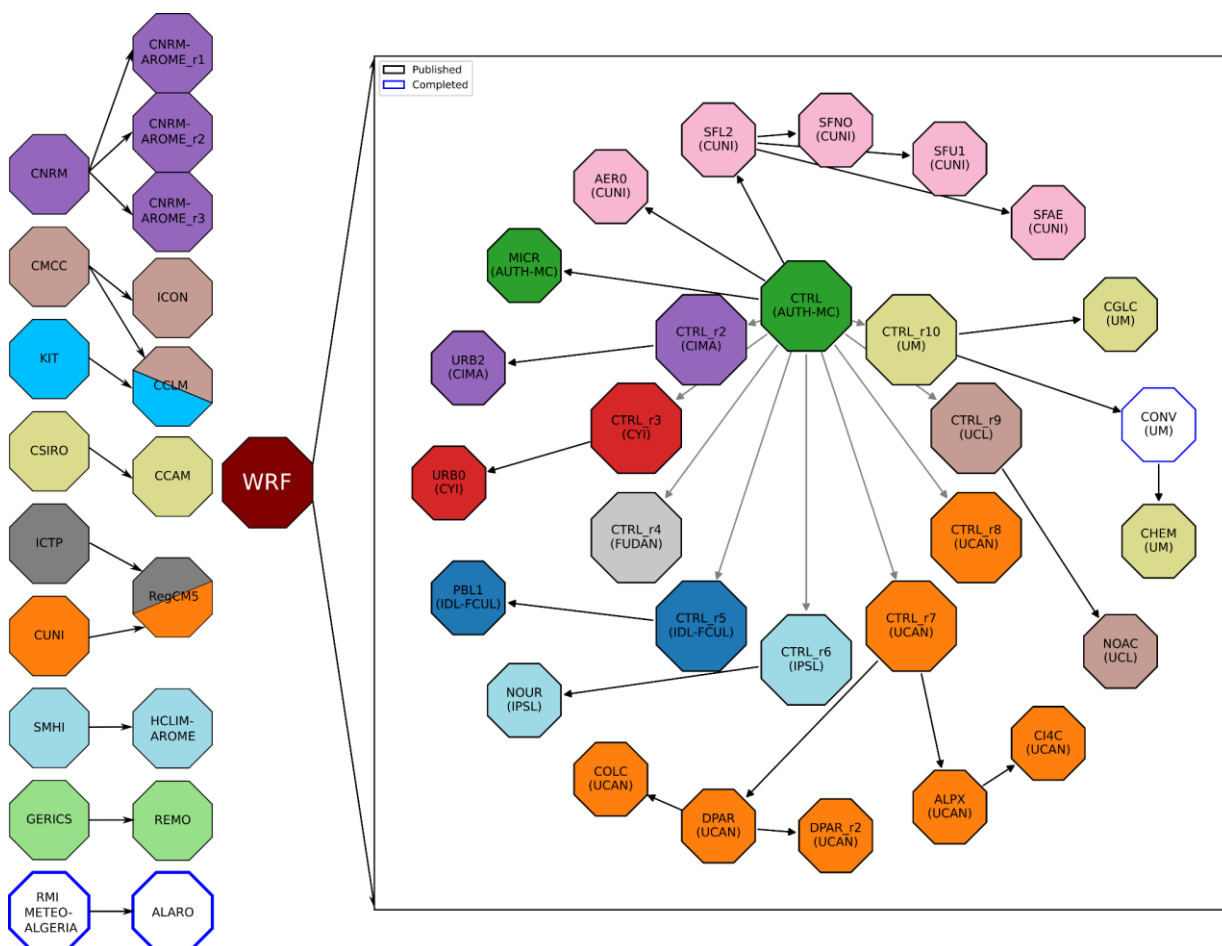 CNRM
CNRM-
AROME_r1
CNRM-
AROME_r2
CNRM-
AROME_r3
CMCC
ICON
KIT
CCLM
CSIRO
CCAM
ICTP
RegCM5
CUNI
SMHI
HCLIM-
AROME
GERICS
REMO
RMI
METEO-
ALGERIA
ALARO
WRF
Published
Completed
SFL2
(CUNI)
SFNO
(CUNI)
SFU1
(CUNI)
SFAE
(CUNI)
AER0
(CUNI)
MICR
(AUTH-MC)
CTRL
(AUTH-MC)
CTRL_r2
(CIMA)
CTRL_r10
(UM)
CGLC
(UM)
URB2
(CIMA)
CTRL_r3
(CYI)
CTRL_r9
(UCL)
CONV
(UM)
URB0
(CYI)
CTRL_r4
(FUDAN)
CTRL_r8
(UCAN)
CHEM
(UM)
PBL1
(IDL-FCUL)
CTRL_r5
(IDL-FCUL)
CTRL_r6
(IPSL)
CTRL_r7
(UCAN)
NOAC
(UCL)
NOUR
(IPSL)
COLC
(UCAN)
DPAR
(UCAN)
DPAR_r2
(UCAN)
ALPX
(UCAN)
CI4C
(UCAN)